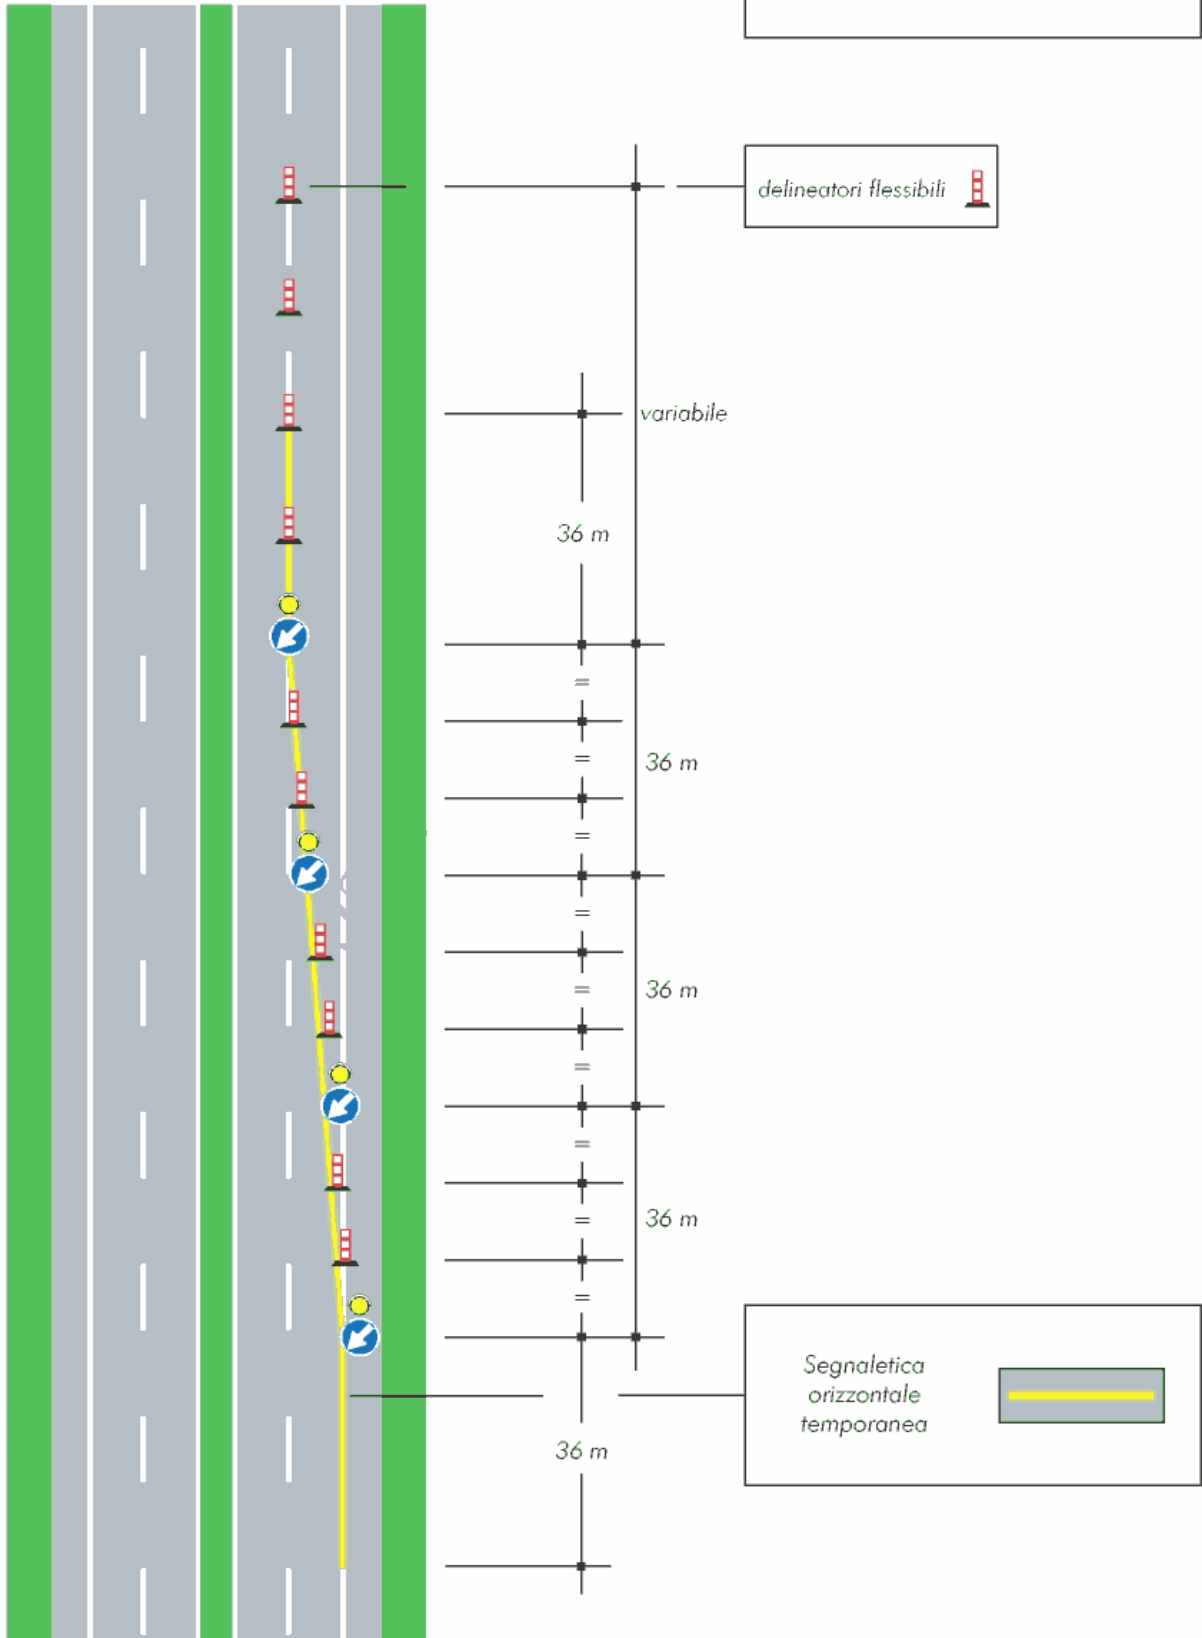 delineatori flessibili
variabile
36 m
=
=
36 m
=
=
=
36 m
=
=
=
36 m
=
Segnaletica
orizzontale
temporanea
36 m